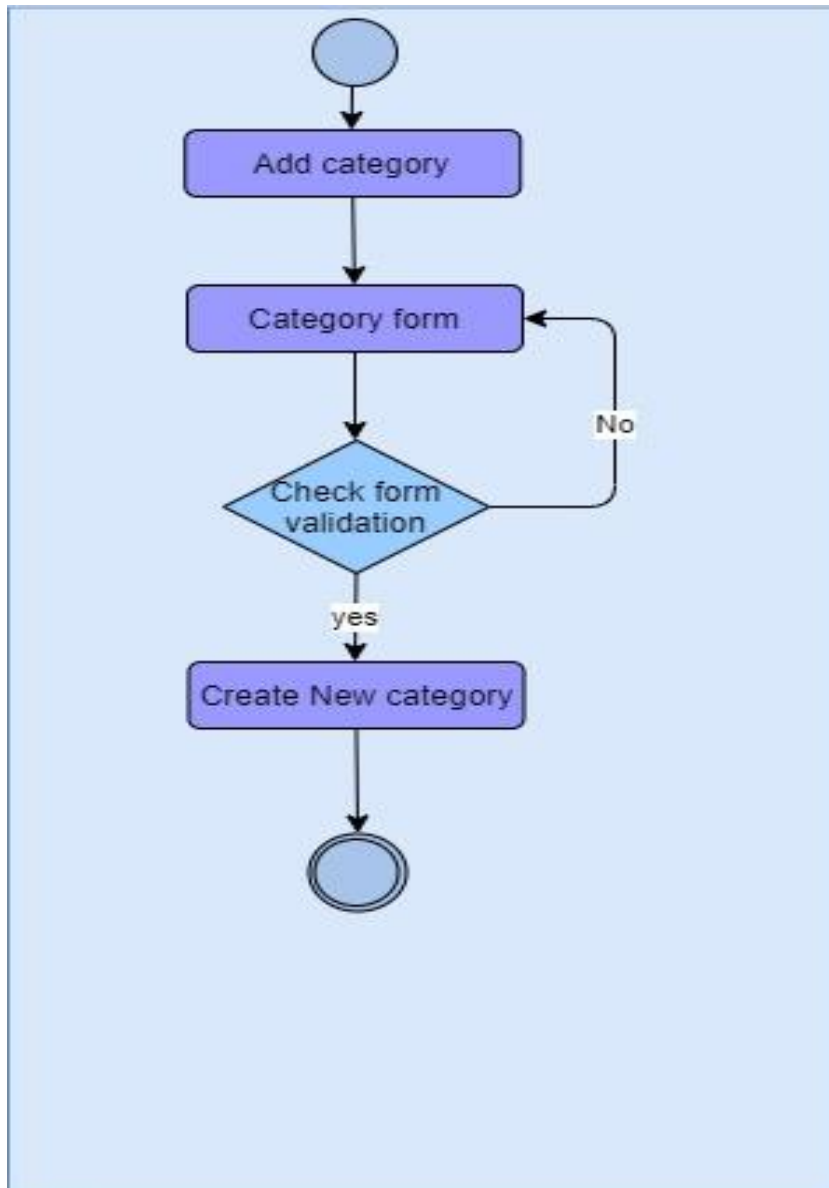 Add category
Category form
No
Check form
validation
yes
Create New category